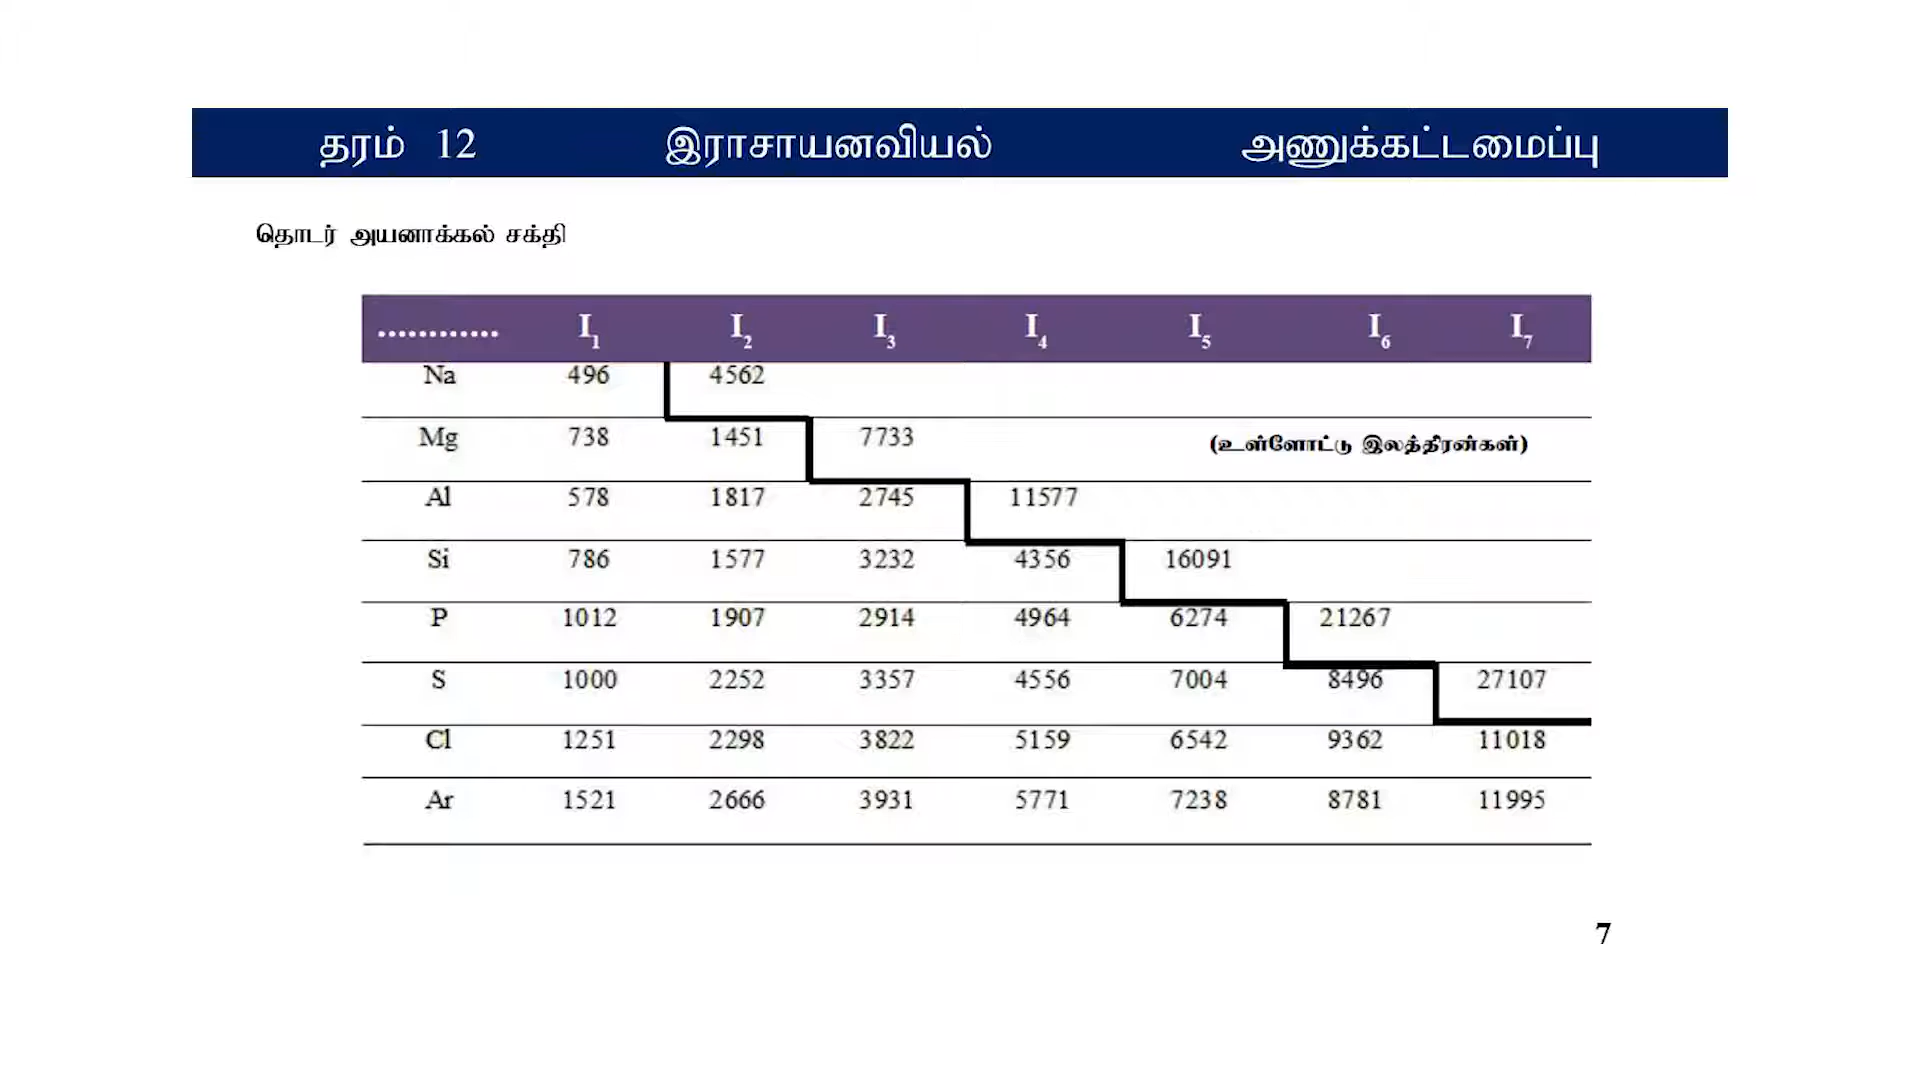 தரம் 12 இராசாயனவியல் அணுக்கட்டமைப்பு
தொடர் அயனாக்கல் சக்தி
............ I₁ I₂ I₃ I₄ I₅ I₆ I₇
Na 496 4562
Mg 738 1451 7733 (உள்ளோட்டு இலத்திரன்கள்)
Al 578 1817 2745 11577
Si 786 1577 3232 4356 16091
P 1012 1907 2914 4964 6274 21267
S 1000 2252 3357 4556 7004 8496 27107
Cl 1251 2298 3822 5159 6542 9362 11018
Ar 1521 2666 3931 5771 7238 8781 11995
7